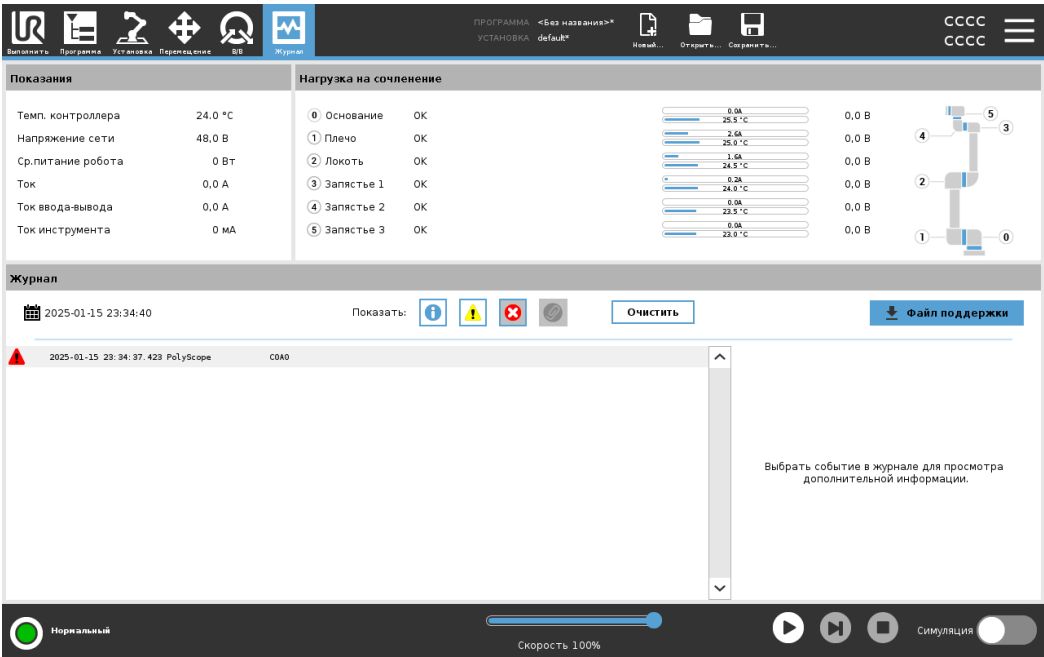 UR
ПРОГРАММА <Без названия>*
УСТАНОВКА default*
Выполнить Программа Установка Перемещение В/В Журнал
Новый... Открыть... Сохранить...
CCCC
CCCC
Показания
Темп. контроллера 24.0 °C
Напряжение сети 48,0 В
Ср.питание робота 0 Вт
Ток 0,0 А
Ток ввода-вывода 0,0 А
Ток инструмента 0 мА
Нагрузка на сочленение
0 Основание OK 0.0A 25.5 °C 0,0 В
1 Плечо OK 2.6A 25.0 °C 0,0 В
2 Локоть OK 1.6A 24.5 °C 0,0 В
3 Запястье 1 OK 0.2A 24.0 °C 0,0 В
4 Запястье 2 OK 0.0A 23.5 °C 0,0 В
5 Запястье 3 OK 0.0A 23.0 °C 0,0 В
5
3
4
2
1
0
Журнал
2025-01-15 23:34:40 Показать: Очистить Файл поддержки
2025-01-15 23:34:37.423 PolyScope C0A0
Выбрать событие в журнале для просмотра
дополнительной информации.
Нормальный
Скорость 100%
Симуляция